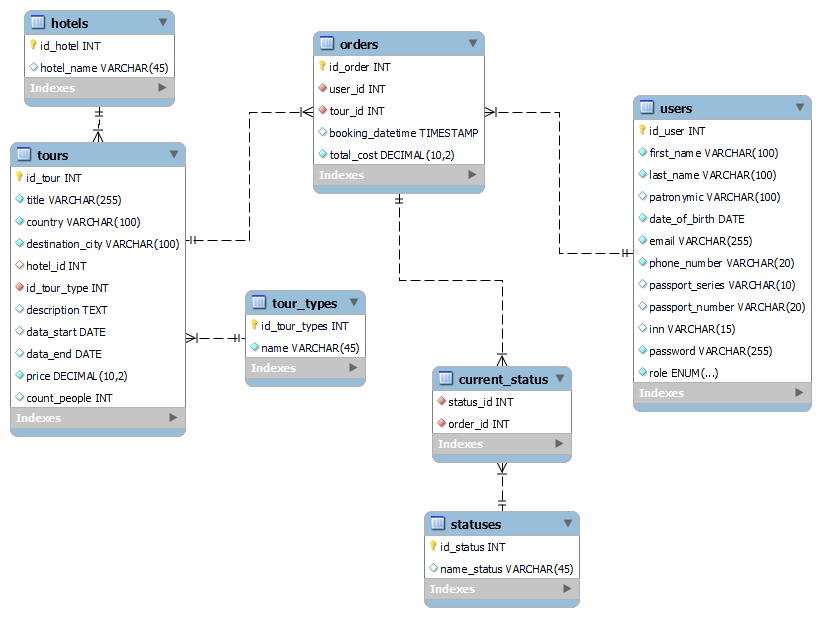 hotels
id_hotel INT
hotel_name VARCHAR(45)
Indexes
orders
id_order INT
user_id INT
tour_id INT
booking_datetime TIMESTAMP
total_cost DECIMAL(10,2)
Indexes
users
id_user INT
first_name VARCHAR(100)
last_name VARCHAR(100)
patronymic VARCHAR(100)
date_of_birth DATE
email VARCHAR(255)
phone_number VARCHAR(20)
passport_series VARCHAR(10)
passport_number VARCHAR(20)
inn VARCHAR(15)
password VARCHAR(255)
role ENUM(...)
Indexes
tours
id_tour INT
title VARCHAR(255)
country VARCHAR(100)
destination_city VARCHAR(100)
hotel_id INT
id_tour_type INT
description TEXT
data_start DATE
data_end DATE
price DECIMAL(10,2)
count_people INT
Indexes
tour_types
id_tour_types INT
name VARCHAR(45)
Indexes
current_status
status_id INT
order_id INT
Indexes
statuses
id_status INT
name_status VARCHAR(45)
Indexes